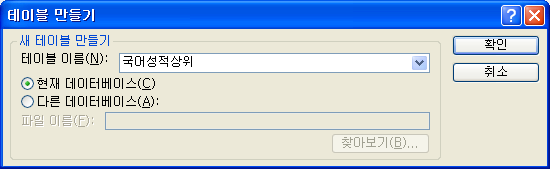 테이블 만들기
새 테이블 만들기
테이블 이름(N): 국어성적상위
현재 데이터베이스(C)
다른 데이터베이스(A):
파일 이름(F):
찾아보기(B)...
확인
취소